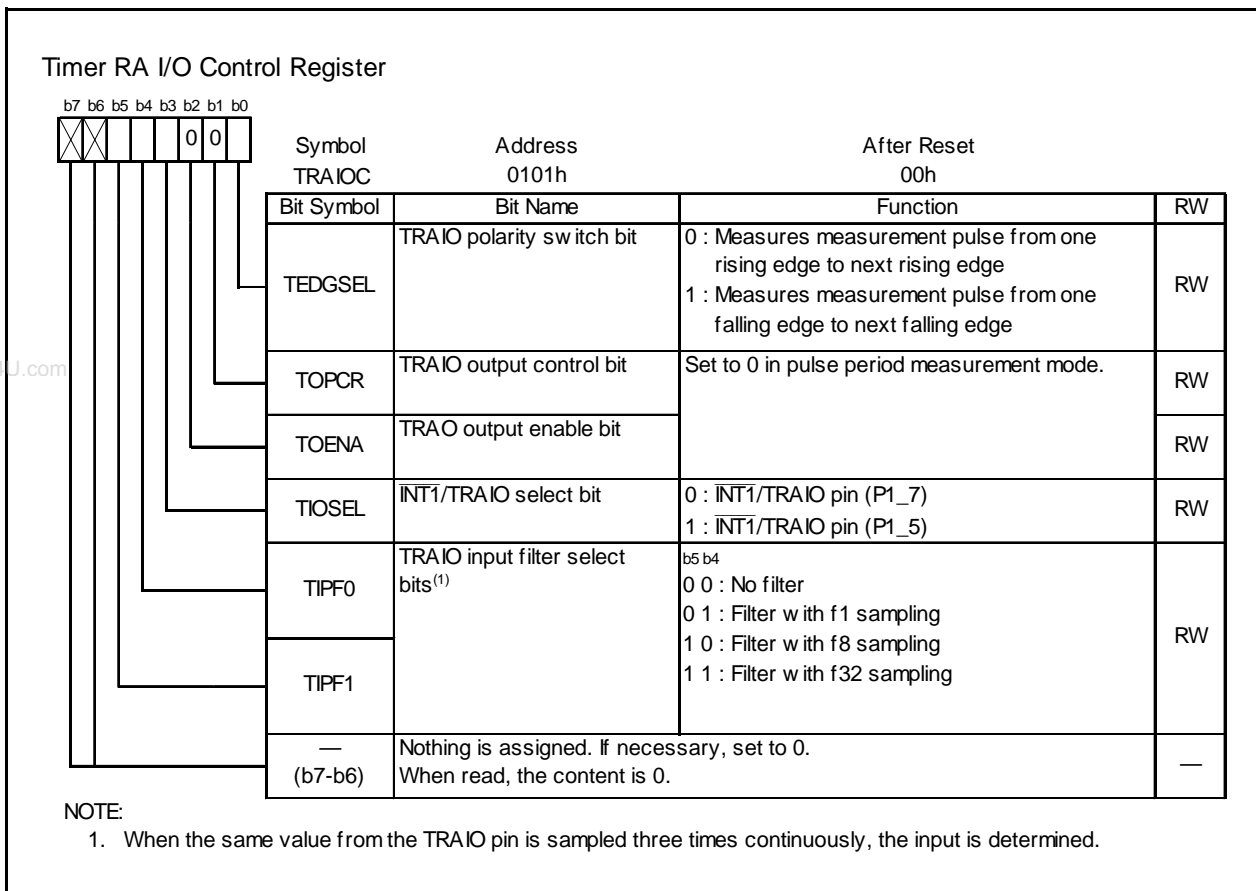 Timer RA I/O Control Register
b7 b6 b5 b4 b3 b2 b1 b0
0 0
Symbol Address After Reset
TRAIOC 0101h 00h
Bit Symbol Bit Name Function RW
TEDGSEL
TRAIO polarity switch bit
0 : Measures measurement pulse from one
rising edge to next rising edge
1 : Measures measurement pulse from one
falling edge to next falling edge
RW
TOPCR
TRAIO output control bit
Set to 0 in pulse period measurement mode.
RW
TOENA
TRAO output enable bit
RW
TIOSEL
INT1/TRAIO select bit
0 : INT1/TRAIO pin (P1_7)
1 : INT1/TRAIO pin (P1_5)
RW
TIPF0
TRAIO input filter select
bits(1)
b5 b4
0 0 : No filter
0 1 : Filter with f1 sampling
1 0 : Filter with f8 sampling
1 1 : Filter with f32 sampling
RW
TIPF1
—
(b7-b6)
Nothing is assigned. If necessary, set to 0.
When read, the content is 0.
—
NOTE:
1. When the same value from the TRAIO pin is sampled three times continuously, the input is determined.
U.com